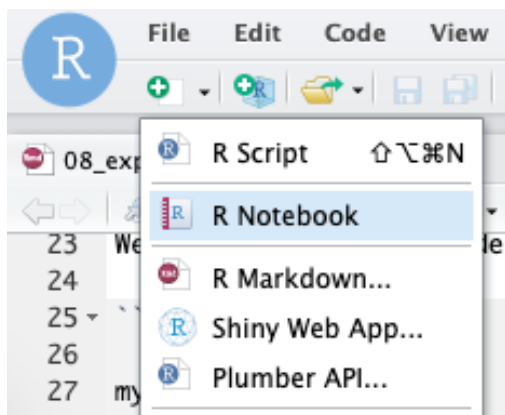 R File Edit Code View
08_exp
R Script ⇧⌥⌘N
R Notebook
R Markdown...
Shiny Web App...
Plumber API...
23 We
24
25 ``
26
27 my